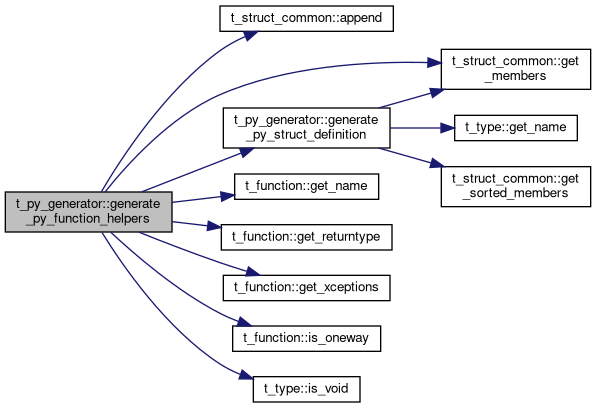 t_struct_common::append
t_struct_common::get
_members
t_py_generator::generate
_py_struct_definition
t_type::get_name
t_struct_common::get
_sorted_members
t_function::get_name
t_py_generator::generate
_py_function_helpers
t_function::get_returntype
t_function::get_xceptions
t_function::is_oneway
t_type::is_void